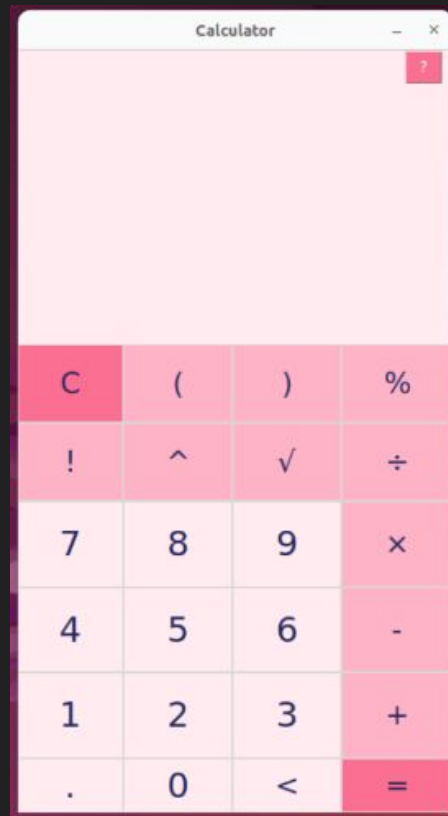 Calculator – ×
?
C ( ) %
! ^ √ ÷
7 8 9 ×
4 5 6 -
1 2 3 +
. 0 < =